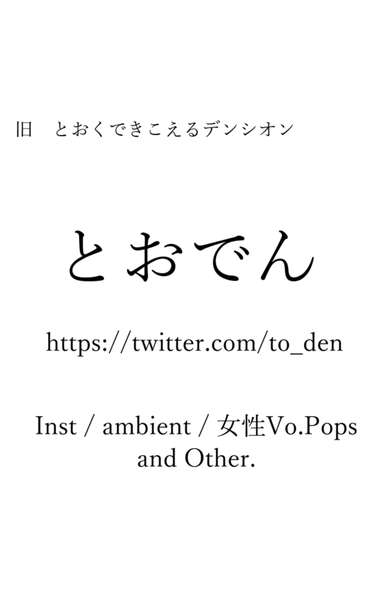 旧　とおくできこえるデンシオン
とおでん
https://twitter.com/to_den
Inst / ambient / 女性Vo.Pops
and Other.